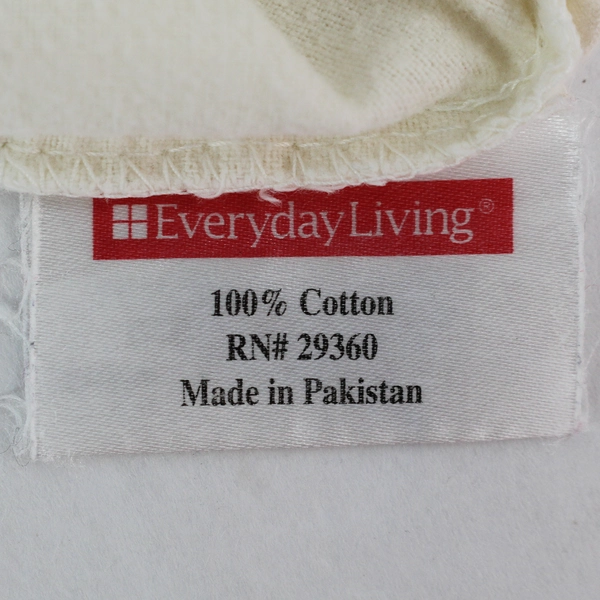 EverydayLiving®
100% Cotton
RN# 29360
Made in Pakistan